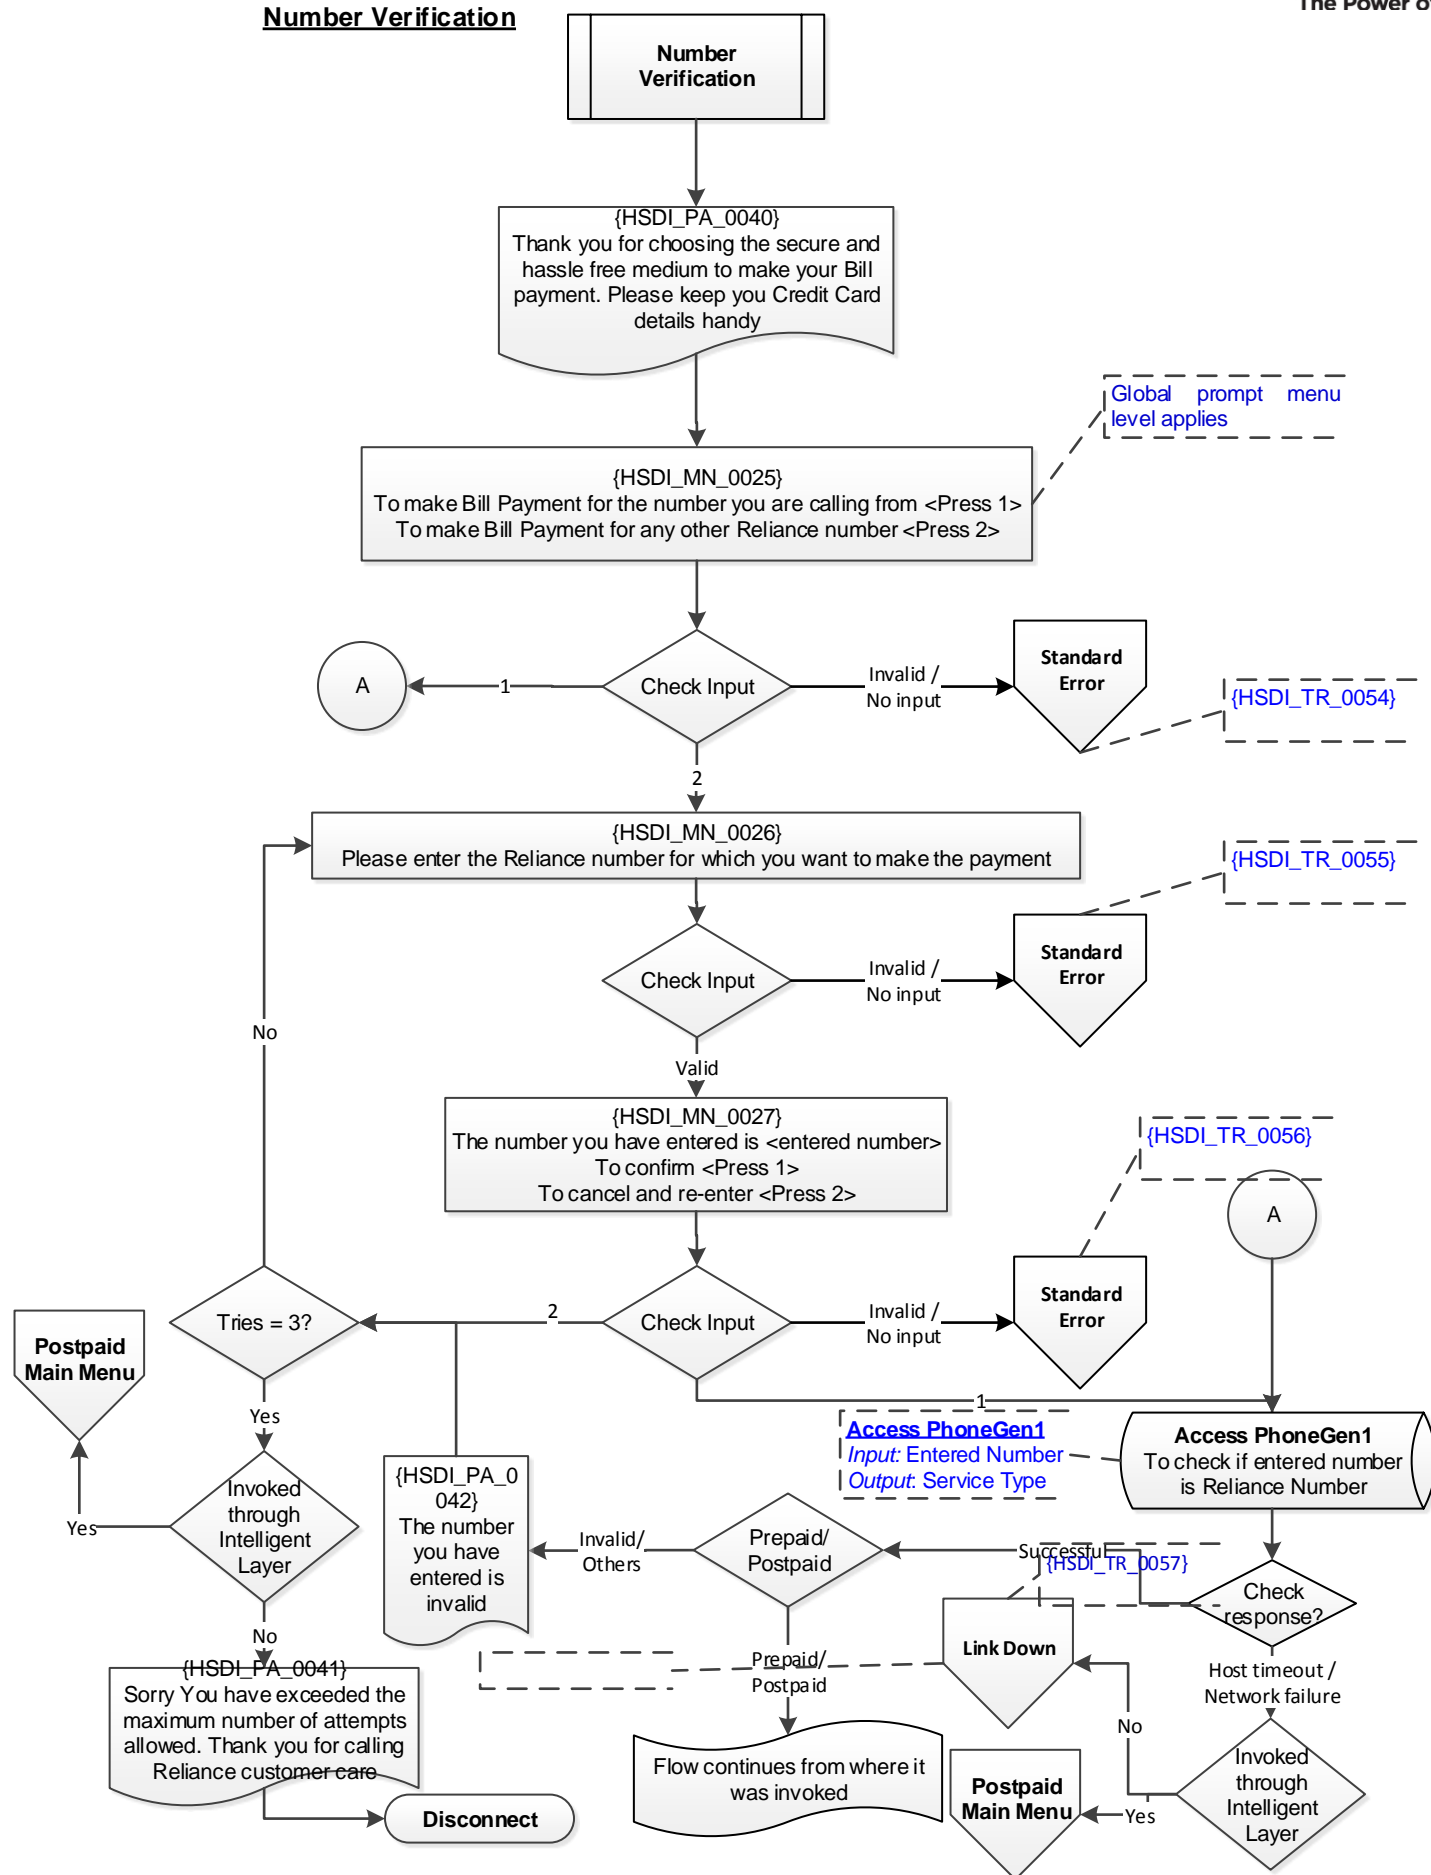 Number Verification
The Power of
Number
Verification
{HSDI_PA_0040}
Thank you for choosing the secure and
hassle free medium to make your Bill
payment. Please keep you Credit Card
details handy
Global prompt menu
level applies
{HSDI_MN_0025}
To make Bill Payment for the number you are calling from <Press 1>
To make Bill Payment for any other Reliance number <Press 2>
A
1
Check Input
Invalid /
No input
Standard
Error
{HSDI_TR_0054}
2
{HSDI_MN_0026}
Please enter the Reliance number for which you want to make the payment
{HSDI_TR_0055}
Check Input
Invalid /
No input
Standard
Error
No
Valid
{HSDI_MN_0027}
The number you have entered is <entered number>
To confirm <Press 1>
To cancel and re-enter <Press 2>
{HSDI_TR_0056}
A
Postpaid
Main Menu
Tries = 3?
2
Check Input
Invalid /
No input
Standard
Error
1
Yes
Access PhoneGen1
Input: Entered Number
Output: Service Type
Access PhoneGen1
To check if entered number
is Reliance Number
Yes
Invoked
through
Intelligent
Layer
{HSDI_PA_0
042}
The number
you have
entered is
invalid
Invalid/
Others
Prepaid/
Postpaid
Successful
{HSDI_TR_0057}
Check
response?
No
Prepaid/
Postpaid
Link Down
Host timeout /
Network failure
{HSDI_PA_0041}
Sorry You have exceeded the
maximum number of attempts
allowed. Thank you for calling
Reliance customer care
No
Flow continues from where it
was invoked
Postpaid
Main Menu
Yes
Invoked
through
Intelligent
Layer
Disconnect